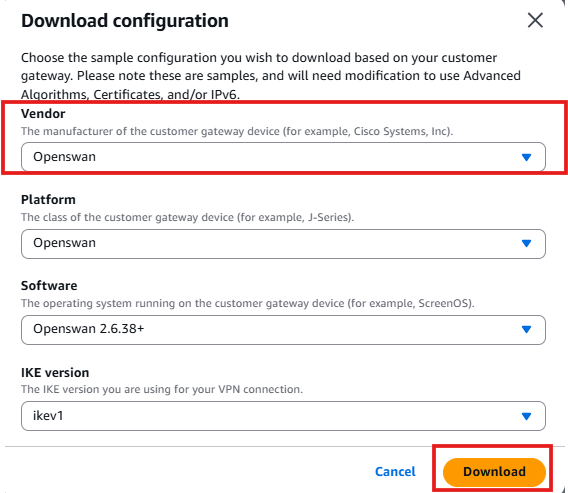 Download configuration
Choose the sample configuration you wish to download based on your customer
gateway. Please note these are samples, and will need modification to use Advanced
Algorithms, Certificates, and/or IPv6.
Vendor
The manufacturer of the customer gateway device (for example, Cisco Systems, Inc).
Openswan
Platform
The class of the customer gateway device (for example, J-Series).
Openswan
Software
The operating system running on the customer gateway device (for example, ScreenOS).
Openswan 2.6.38+
IKE version
The IKE version you are using for your VPN connection.
ikev1
Cancel Download